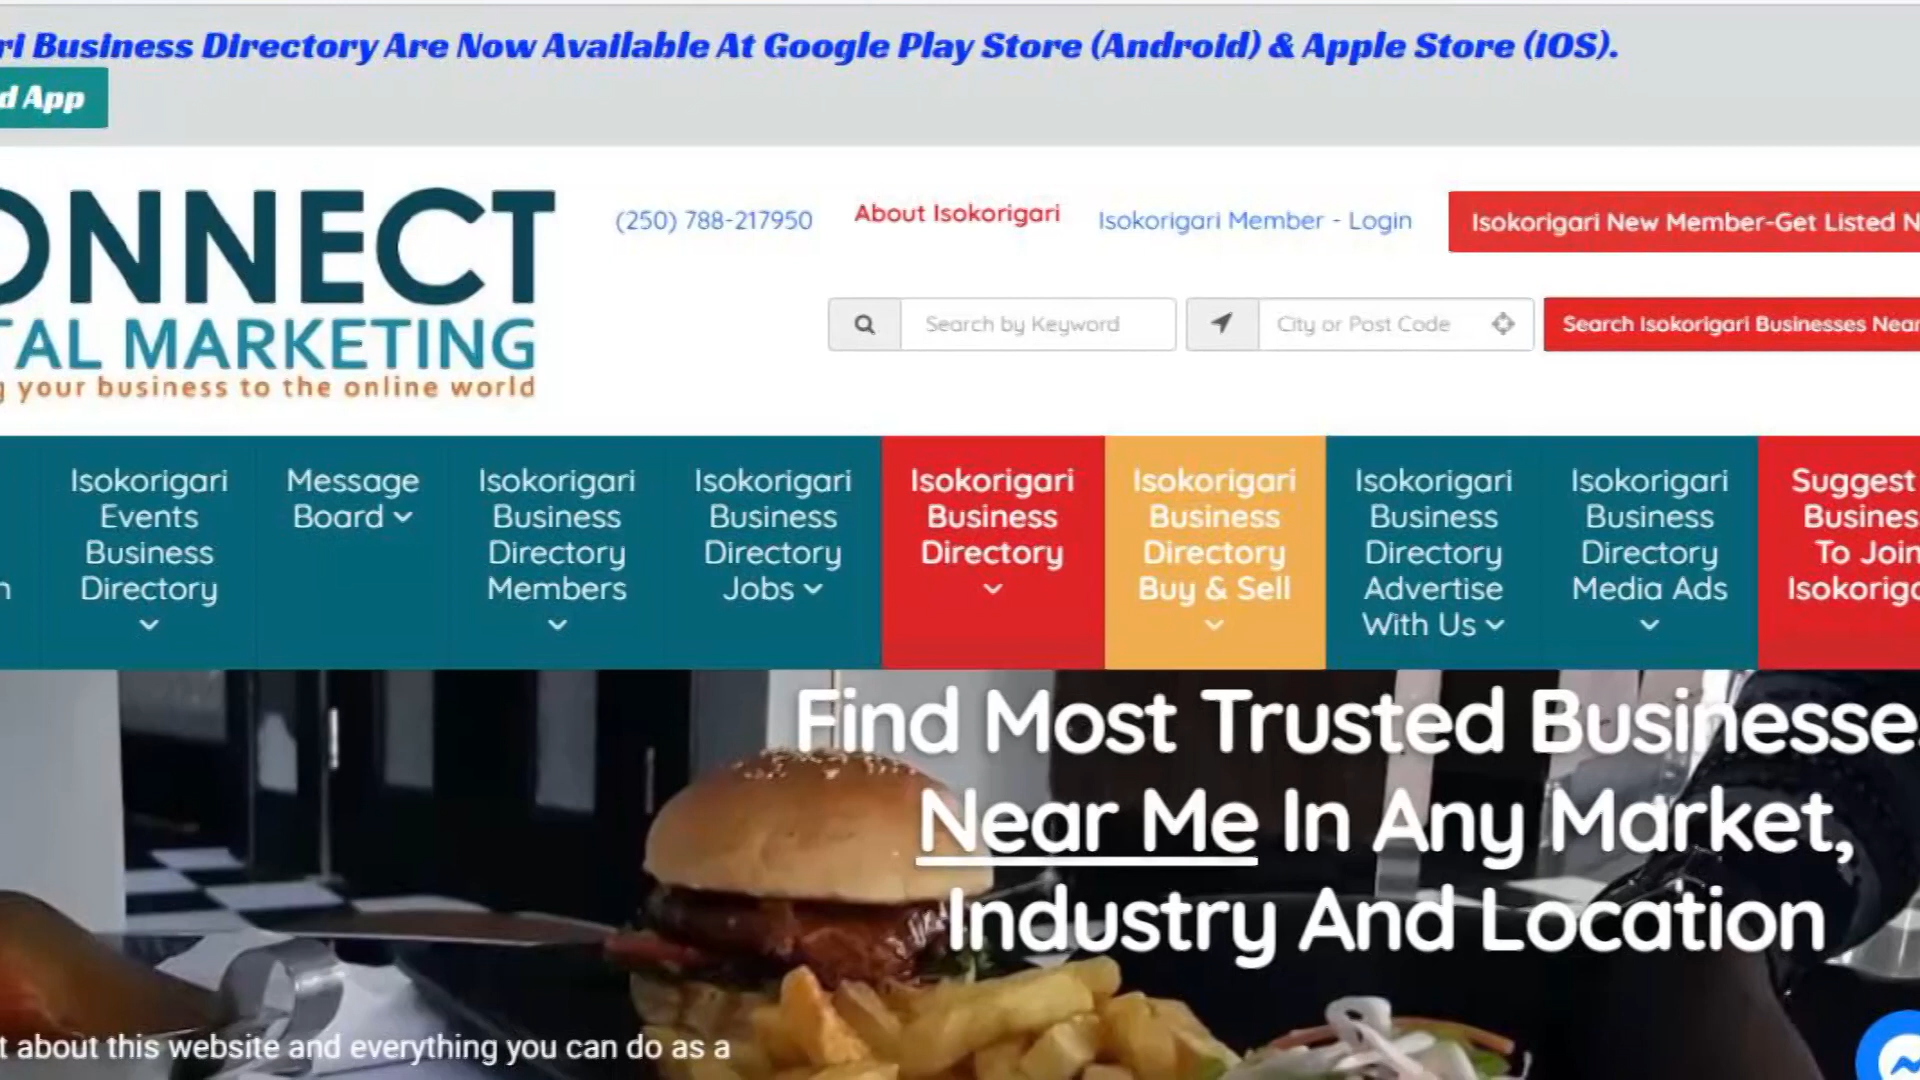 ri Business Directory Are Now Available At Google Play Store (Android) & Apple Store (iOS).
d App
ONNECT
TAL MARKETING
g your business to the online world
(250) 788-217950
About Isokorigari
Isokorigari Member - Login
Isokorigari New Member-Get Listed N
Search by Keyword
City or Post Code
Search Isokorigari Businesses Near
n
Isokorigari
Events
Business
Directory
Message
Board
Isokorigari
Business
Directory
Members
Isokorigari
Business
Directory
Jobs
Isokorigari
Business
Directory
Isokorigari
Business
Directory
Buy & Sell
Isokorigari
Business
Directory
Advertise
With Us
Isokorigari
Business
Directory
Media Ads
Suggest
Busines
To Join
Isokoriga
Find Most Trusted Businesses
Near Me In Any Market,
Industry And Location
t about this website and everything you can do as a